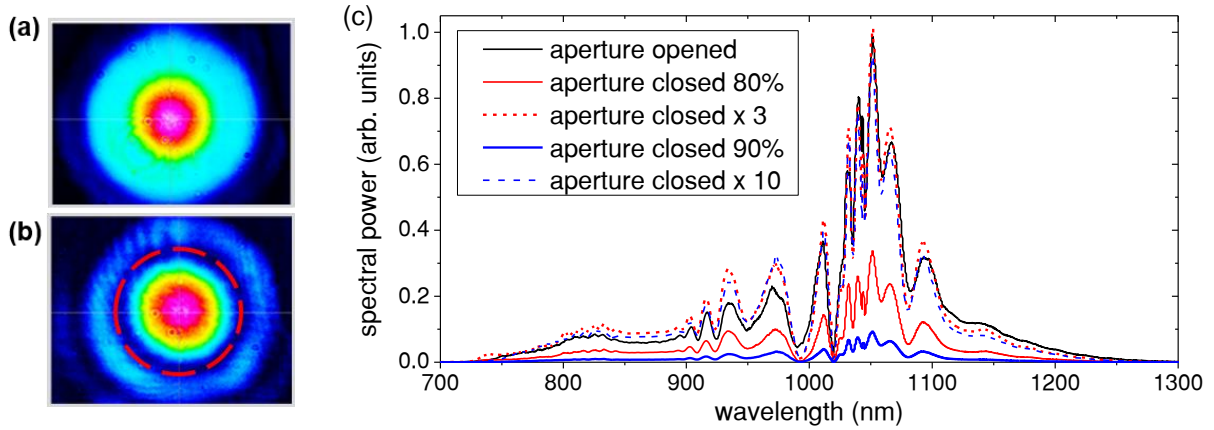 (a)
(b)
(c)
spectral power (arb. units)
1.0
0.8
0.6
0.4
0.2
0.0
aperture opened
aperture closed 80%
aperture closed x 3
aperture closed 90%
aperture closed x 10
700 800 900 1000 1100 1200 1300
wavelength (nm)